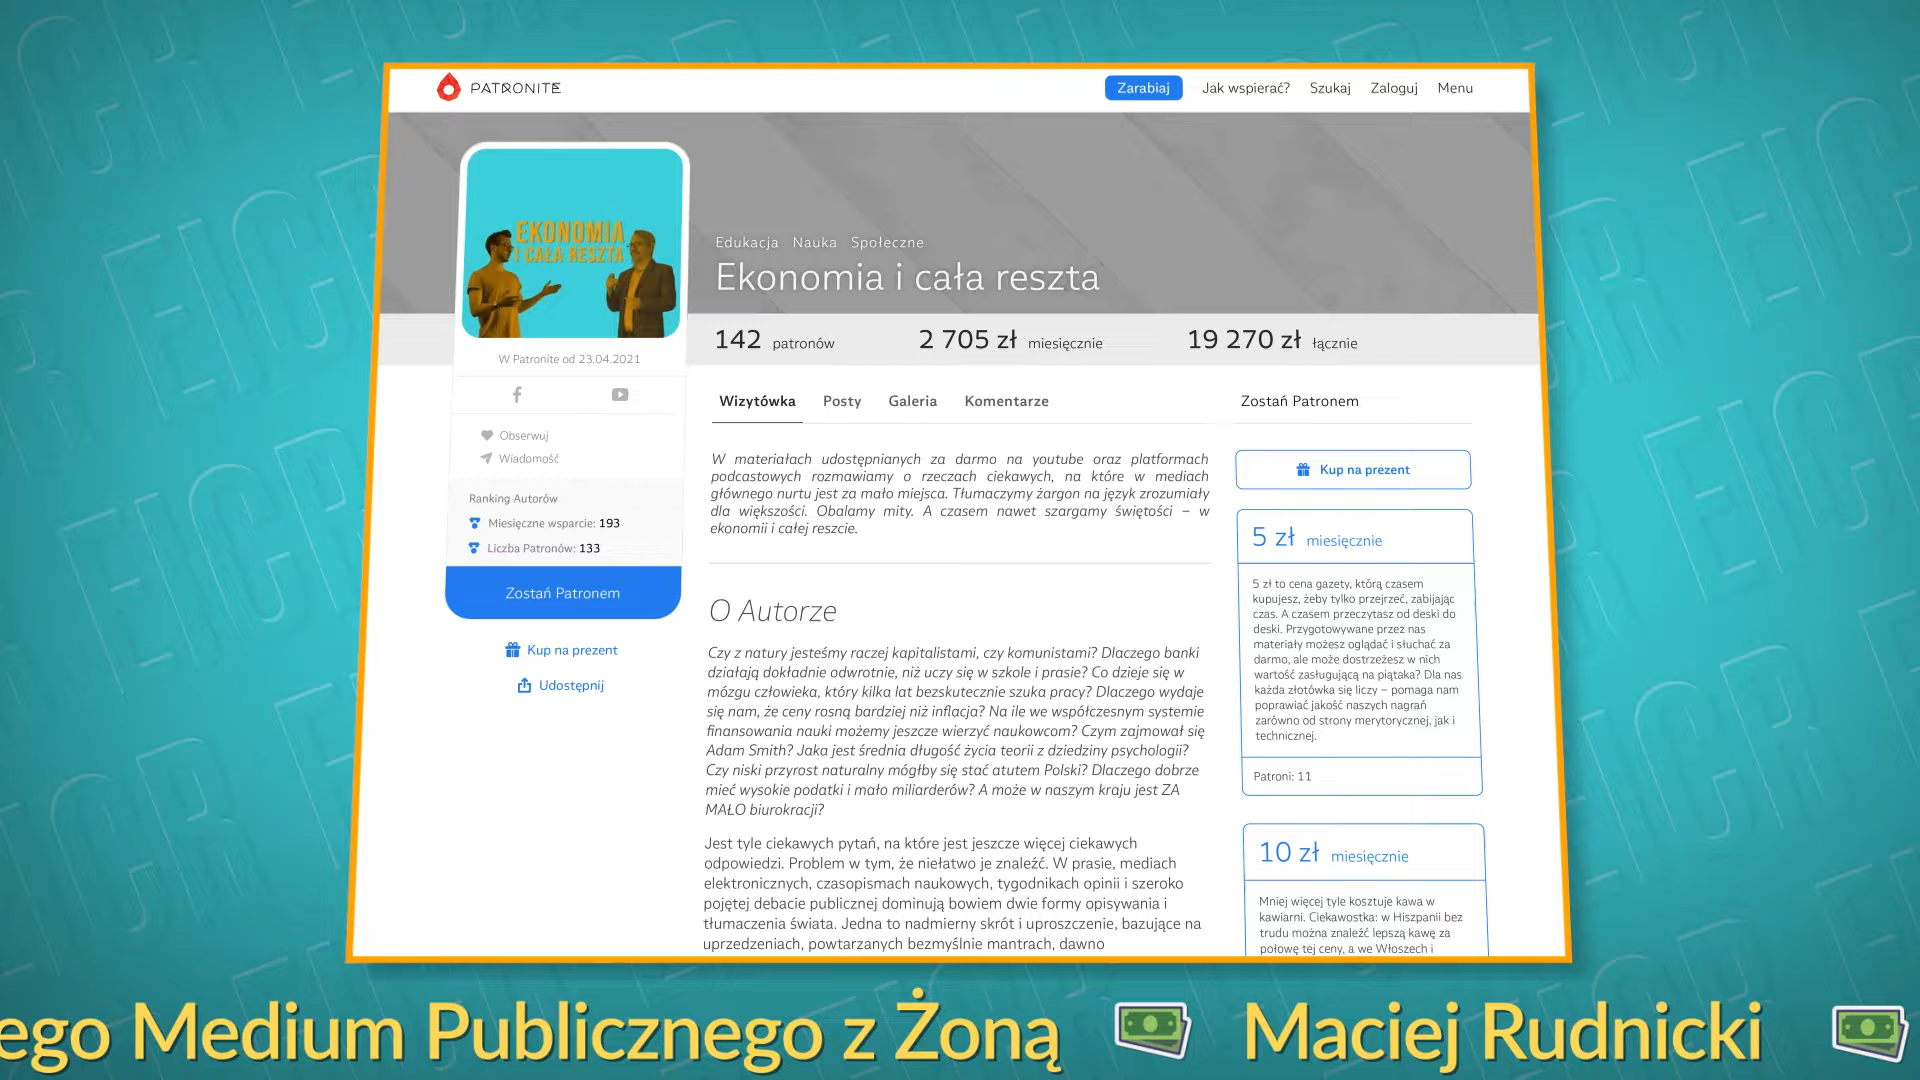 PATRONITE
Zarabiaj Jak wspierać? Szukaj Zaloguj Menu
EKONOMIA
I CAŁA RESZTA
Edukacja Nauka Społeczne
Ekonomia i cała reszta
142 patronów 2 705 zł miesięcznie 19 270 zł łącznie
W Patronite od 23.04.2021
Obserwuj
Wiadomość
Ranking Autorów
Miesięczne wsparcie: 193
Liczba Patronów: 133
Zostań Patronem
Kup na prezent
Udostępnij
Wizytówka Posty Galeria Komentarze
W materiałach udostępnianych za darmo na youtube oraz platformach
podcastowych rozmawiamy o rzeczach ciekawych, na które w mediach
głównego nurtu jest za mało miejsca. Tłumaczymy żargon na język zrozumiały
dla większości. Obalamy mity. A czasem nawet szargamy świętości – w
ekonomii i całej reszcie.
O Autorze
Czy z natury jesteśmy raczej kapitalistami, czy komunistami? Dlaczego banki
działają dokładnie odwrotnie, niż uczy się w szkole i prasie? Co dzieje się w
mózgu człowieka, który kilka lat bezskutecznie szuka pracy? Dlaczego wydaje
się nam, że ceny rosną bardziej niż inflacja? Na ile we współczesnym systemie
finansowania nauki możemy jeszcze wierzyć naukowcom? Czym zajmował się
Adam Smith? Jaka jest średnia długość życia teorii z dziedziny psychologii?
Czy niski przyrost naturalny mógłby się stać atutem Polski? Dlaczego dobrze
mieć wysokie podatki i mało miliarderów? A może w naszym kraju jest ZA
MAŁO biurokracji?
Jest tyle ciekawych pytań, na które jest jeszcze więcej ciekawych
odpowiedzi. Problem w tym, że niełatwo je znaleźć. W prasie, mediach
elektronicznych, czasopismach naukowych, tygodnikach opinii i szeroko
pojętej debacie publicznej dominują bowiem dwie formy opisywania i
tłumaczenia świata. Jedna to nadmierny skrót i uproszczenie, bazujące na
uprzedzeniach, powtarzanych bezmyślnie mantrach, dawno
Zostań Patronem
Kup na prezent
5 zł miesięcznie
5 zł to cena gazety, którą czasem
kupujesz, żeby tylko przejrzeć, zabijając
czas. A czasem przeczytasz od deski do
deski. Przygotowywane przez nas
materiały możesz oglądać i słuchać za
darmo, ale może dostrzeżesz w nich
wartość zasługującą na piątaka? Dla nas
każda złotówka się liczy – pomaga nam
poprawiać jakość naszych nagrań
zarówno od strony merytorycznej, jak i
technicznej.
Patroni: 11
10 zł miesięcznie
Mniej więcej tyle kosztuje kawa w
kawiarni. Ciekawostka: w Hiszpanii bez
trudu można znaleźć lepszą kawę za
połowę tej ceny, a we Włoszech i
ego Medium Publicznego z Żoną Maciej Rudnicki